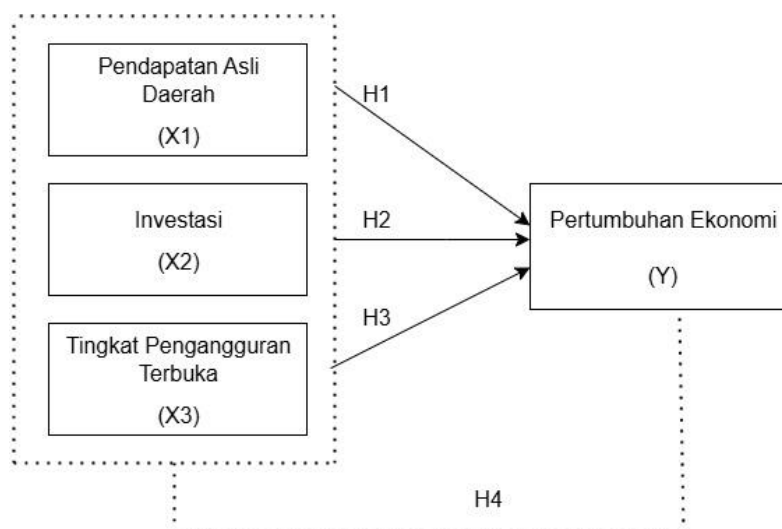 Pendapatan Asli
Daerah
(X1)
H1
Investasi
(X2)
H2
Pertumbuhan Ekonomi
(Y)
H3
Tingkat Pengangguran
Terbuka
(X3)
H4